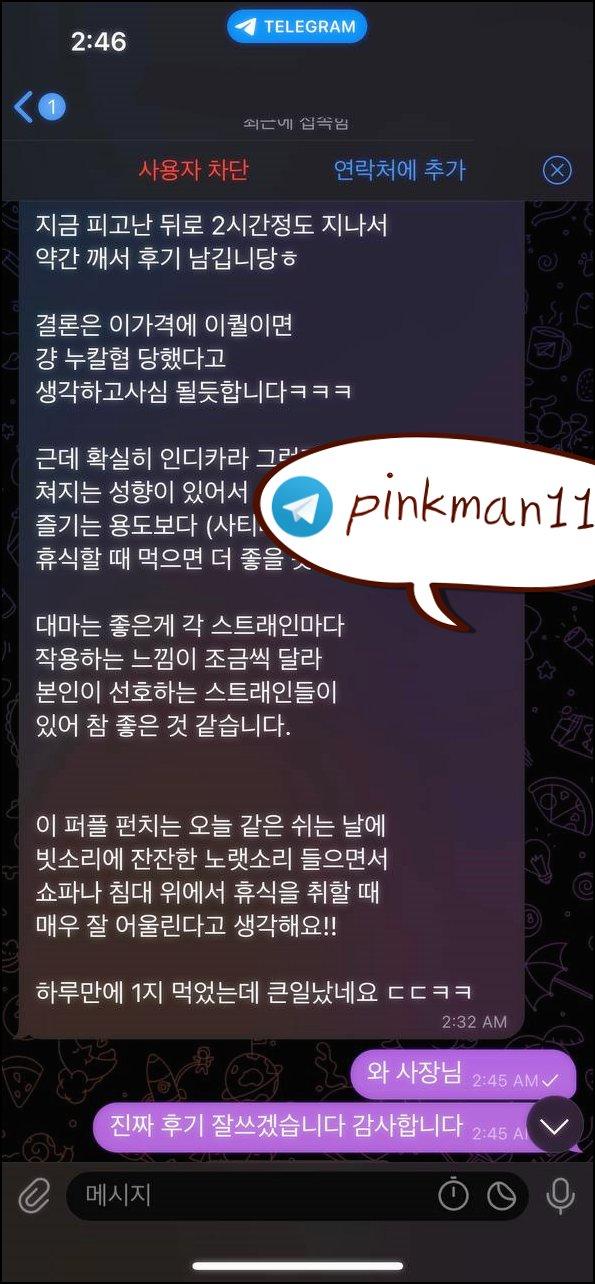 2:46
TELEGRAM
1
최근에 접속함
사용자 차단
연락처에 추가
지금 피고난 뒤로 2시간정도 지나서
약간 깨서 후기 남깁니당ㅎ
결론은 이가격에 이퀄이면
걍 누칼협 당했다고
생각하고사심 될듯합니다ㅋㅋㅋ
근데 확실히 인디카라
쳐지는 성향이 있어서
pinkman11
즐기는 용도보다
휴식할 때 먹으면 더 좋을
대마는 좋은게 각 스트래인마다
작용하는 느낌이 조금씩 달라
본인이 선호하는 스트래인들이
있어 참 좋은 것 같습니다.
이 퍼플 펀치는 오늘 같은 쉬는 날에
빗소리에 잔잔한 노랫소리 들으면서
쇼파나 침대 위에서 휴식을 취할 때
매우 잘 어울린다고 생각해요!!
하루만에 1지 먹었는데 큰일났네요 ㄷㄷㅋㅋ
2:32 AM
와 사장님 2:45 AM
진짜 후기 잘쓰겠습니다 감사합니다 2:45
메시지